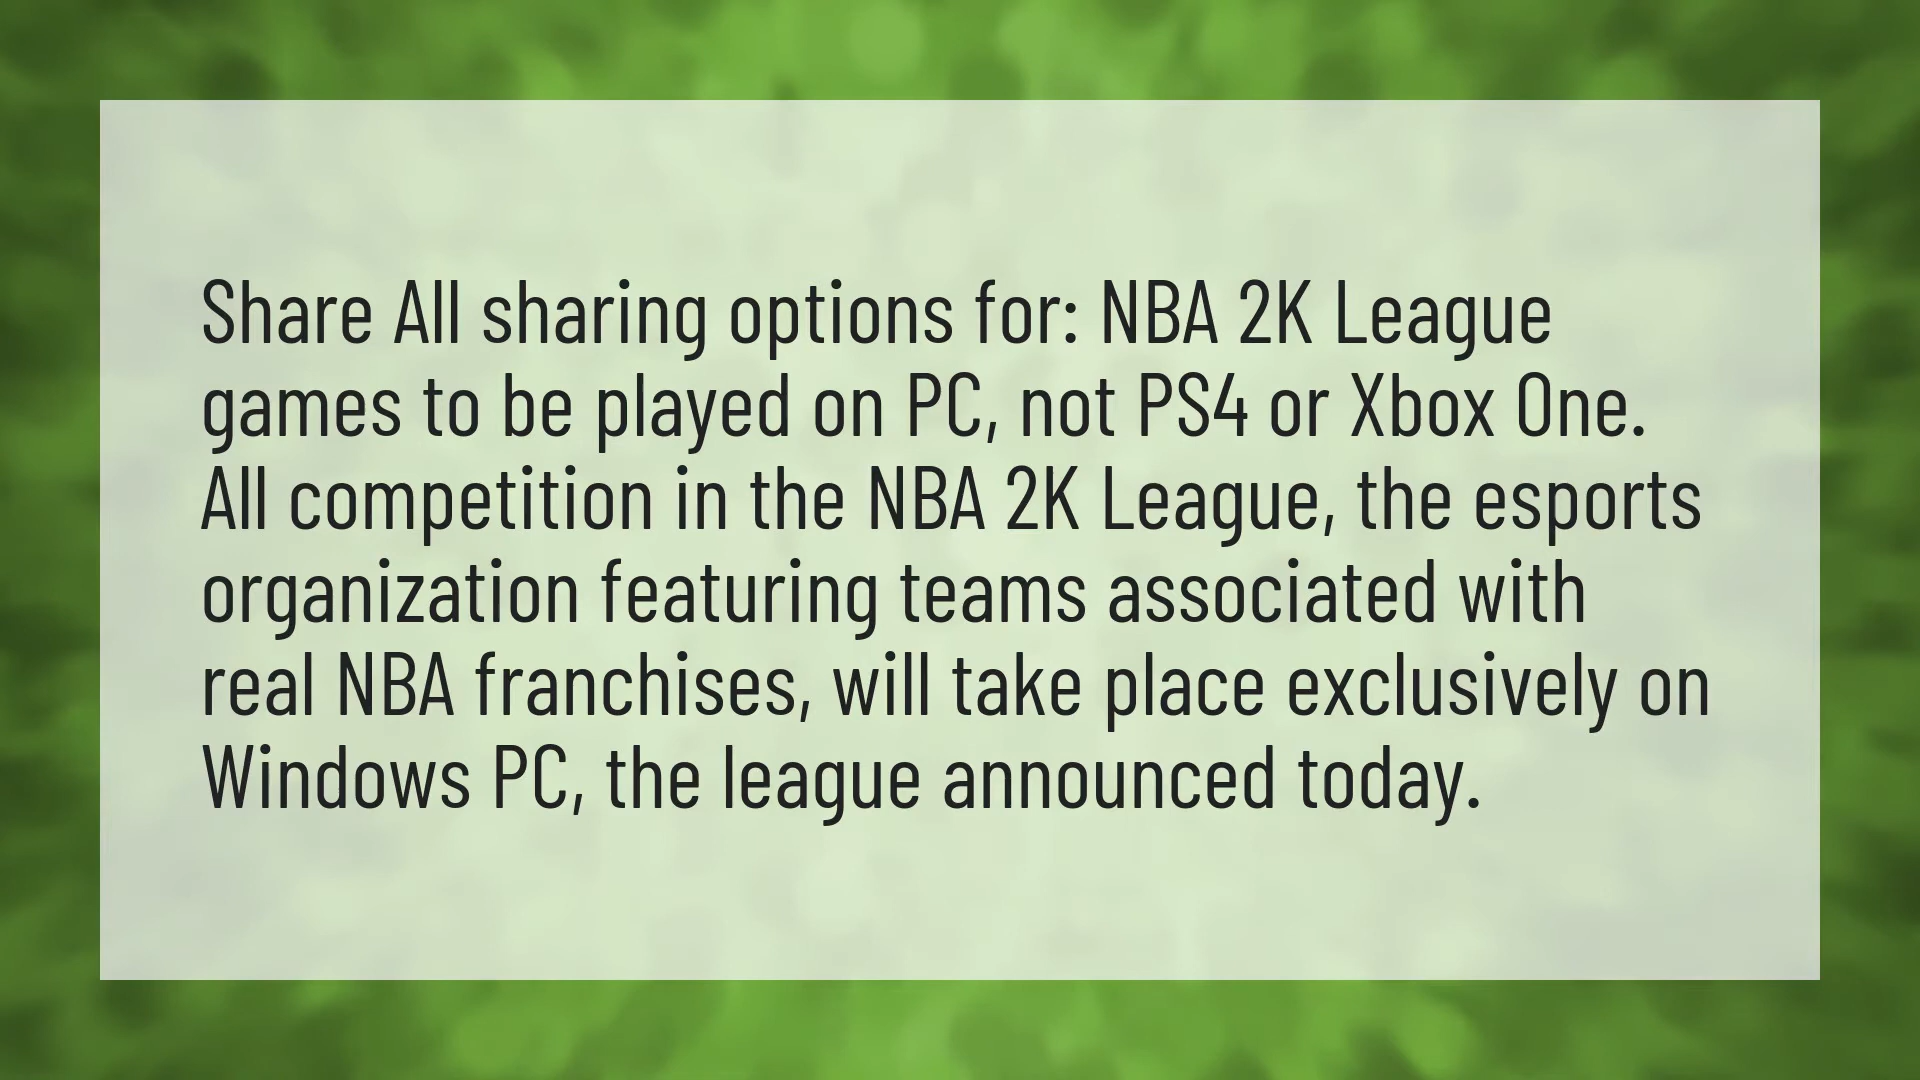 Share All sharing options for: NBA 2K League
games to be played on PC, not PS4 or Xbox One.
All competition in the NBA 2K League, the esports
organization featuring teams associated with
real NBA franchises, will take place exclusively on
Windows PC, the league announced today.